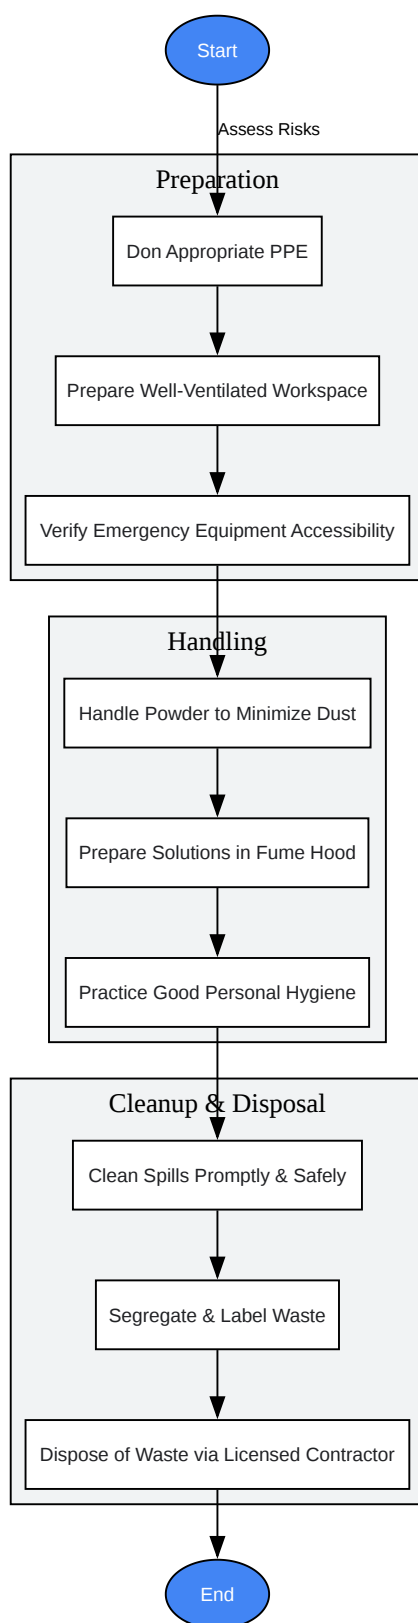 Start
Assess Risks
Preparation
Don Appropriate PPE
Prepare Well-Ventilated Workspace
Verify Emergency Equipment Accessibility
Handling
Handle Powder to Minimize Dust
Prepare Solutions in Fume Hood
Practice Good Personal Hygiene
Cleanup & Disposal
Clean Spills Promptly & Safely
Segregate & Label Waste
Dispose of Waste via Licensed Contractor
End